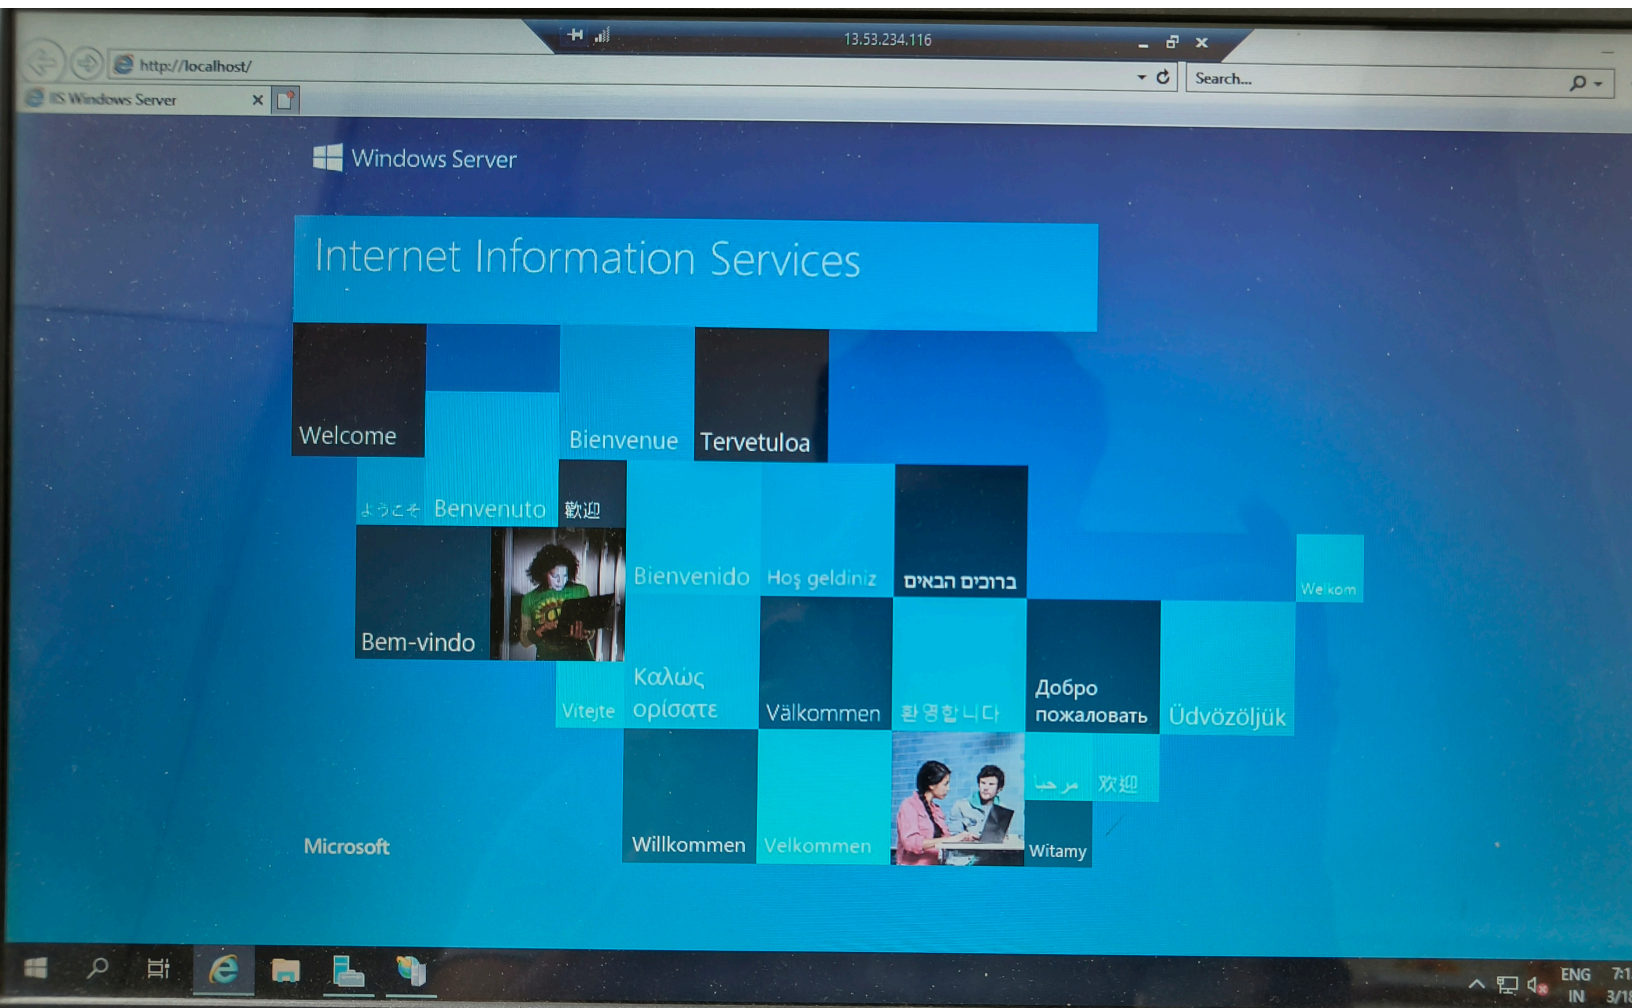 13.53.234.116
http://localhost/
Search...
IIS Windows Server
Windows Server
Internet Information Services
Welcome
Bienvenue
Tervetuloa
ようこそ
Benvenuto
歡迎
Bienvenido
Hoş geldiniz
ברוכים הבאים
Welkom
Bem-vindo
Vítejte
Καλώς
ορίσατε
Välkommen
환영합니다
Добро
пожаловать
Üdvözöljük
Willkommen
Velkommen
مرحبا
欢迎
Witamy
Microsoft
ENG
IN